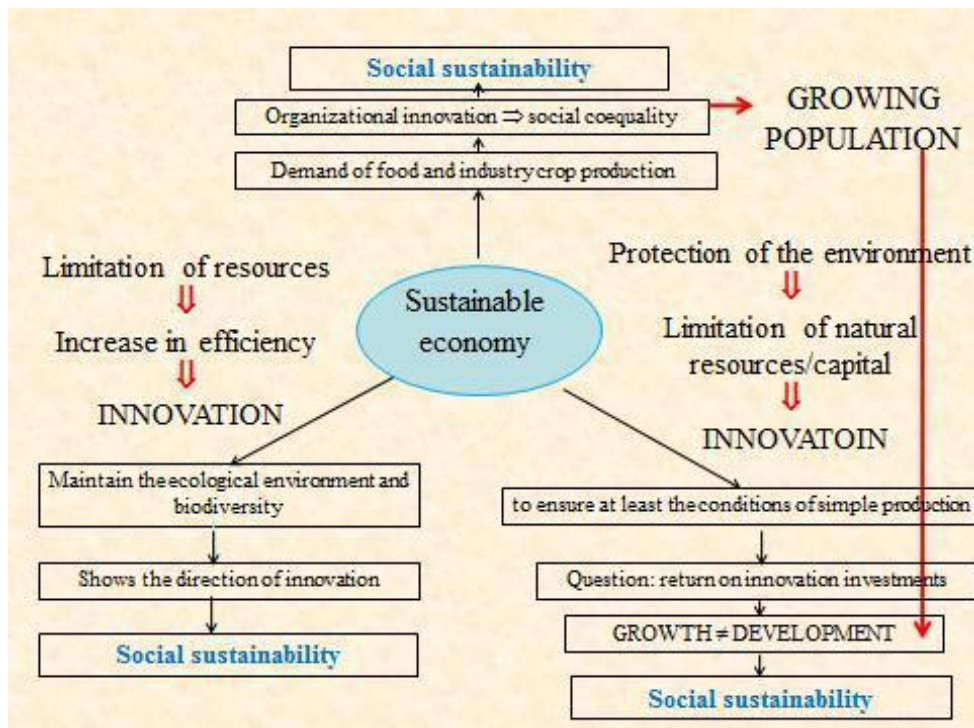 Social sustainability
Organizational innovation ⇒ social coequality
GROWING
POPULATION
Demand of food and industry crop production
Limitation of resources
⇓
Increase in efficiency
⇓
INNOVATION
Sustainable
economy
Protection of the environment
⇓
Limitation of natural
resources/capital
⇓
INNOVATOIN
Maintain the ecological environment and
biodiversity
Shows the direction of innovation
Social sustainability
to ensure at least the conditions of simple production
Question: return on innovation investments
GROWTH ≠ DEVELOPMENT
Social sustainability